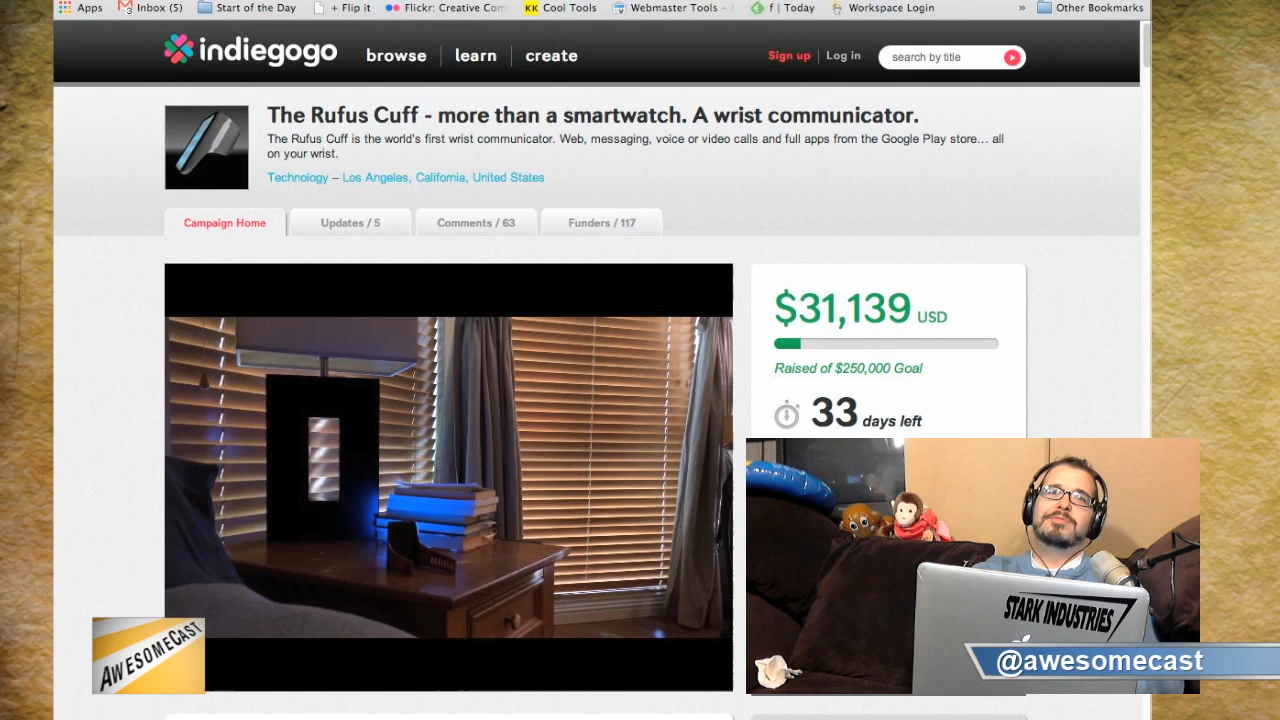 Apps Inbox (5) Start of the Day + Flip it Flickr: Creative Com KK Cool Tools Webmaster Tools - f | Today Workspace Login » Other Bookmarks
indiegogo browse learn create Sign up Log in search by title
The Rufus Cuff - more than a smartwatch. A wrist communicator.
The Rufus Cuff is the world's first wrist communicator. Web, messaging, voice or video calls and full apps from the Google Play store... all
on your wrist.
Technology – Los Angeles, California, United States
Campaign Home Updates / 5 Comments / 63 Funders / 117
$31,139 USD
Raised of $250,000 Goal
33 days left
STARK INDUSTRIES
AWESOMECAST
@awesomecast